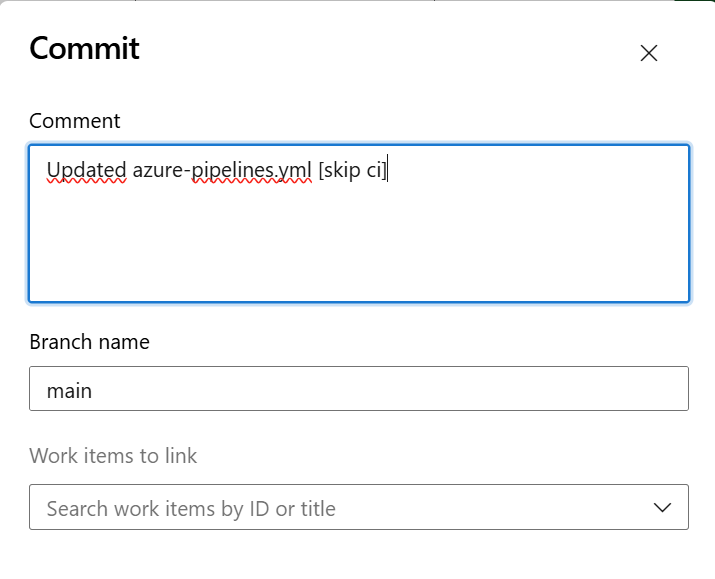 Commit
Comment
Updated azure-pipelines.yml [skip ci]
Branch name
main
Work items to link
Search work items by ID or title